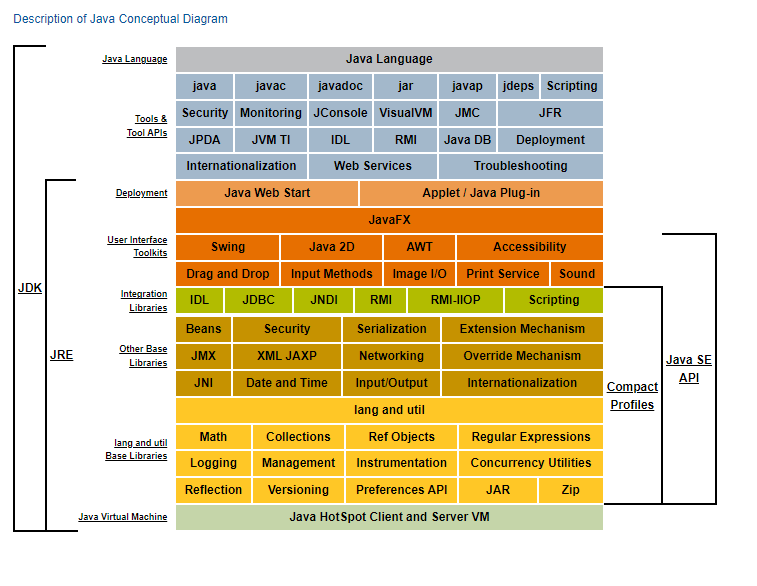 Description of Java Conceptual Diagram
Java Language Java Language
java javac javadoc jar javap jdeps Scripting
Tools &
Tool APIs
Security Monitoring JConsole VisualVM JMC JFR
JPDA JVM TI IDL RMI Java DB Deployment
Internationalization Web Services Troubleshooting
Deployment Java Web Start Applet / Java Plug-in
JavaFX
User Interface
Toolkits
Swing Java 2D AWT Accessibility
Drag and Drop Input Methods Image I/O Print Service Sound
JDK
Integration
Libraries
IDL JDBC JNDI RMI RMI-IIOP Scripting
Beans Security Serialization Extension Mechanism
JRE
Other Base
Libraries
JMX XML JAXP Networking Override Mechanism
Java SE
API
JNI Date and Time Input/Output Internationalization
Compact
Profiles
lang and util
Math Collections Ref Objects Regular Expressions
lang and util
Base Libraries
Logging Management Instrumentation Concurrency Utilities
Reflection Versioning Preferences API JAR Zip
Java Virtual Machine Java HotSpot Client and Server VM